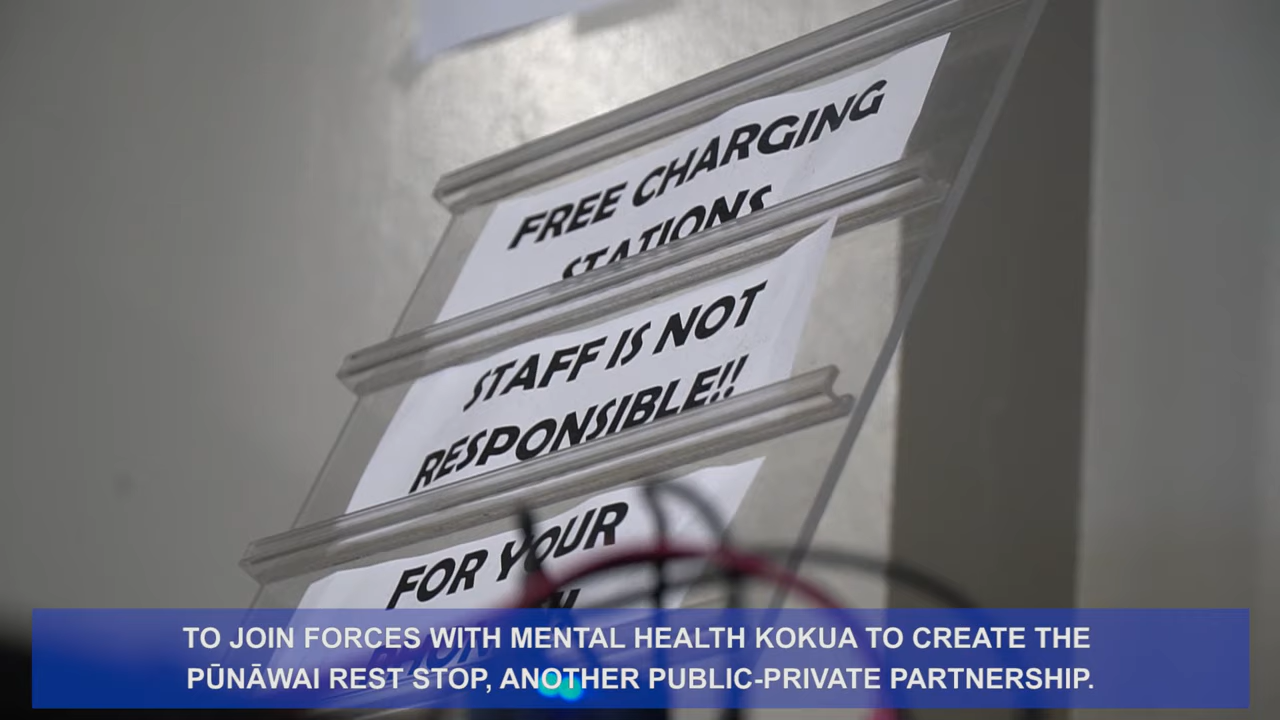 FREE CHARGING
STATIONS
STAFF IS NOT
RESPONSIBLE!!
FOR YOUR
TO JOIN FORCES WITH MENTAL HEALTH KOKUA TO CREATE THE
PŪNĀWAI REST STOP, ANOTHER PUBLIC-PRIVATE PARTNERSHIP.